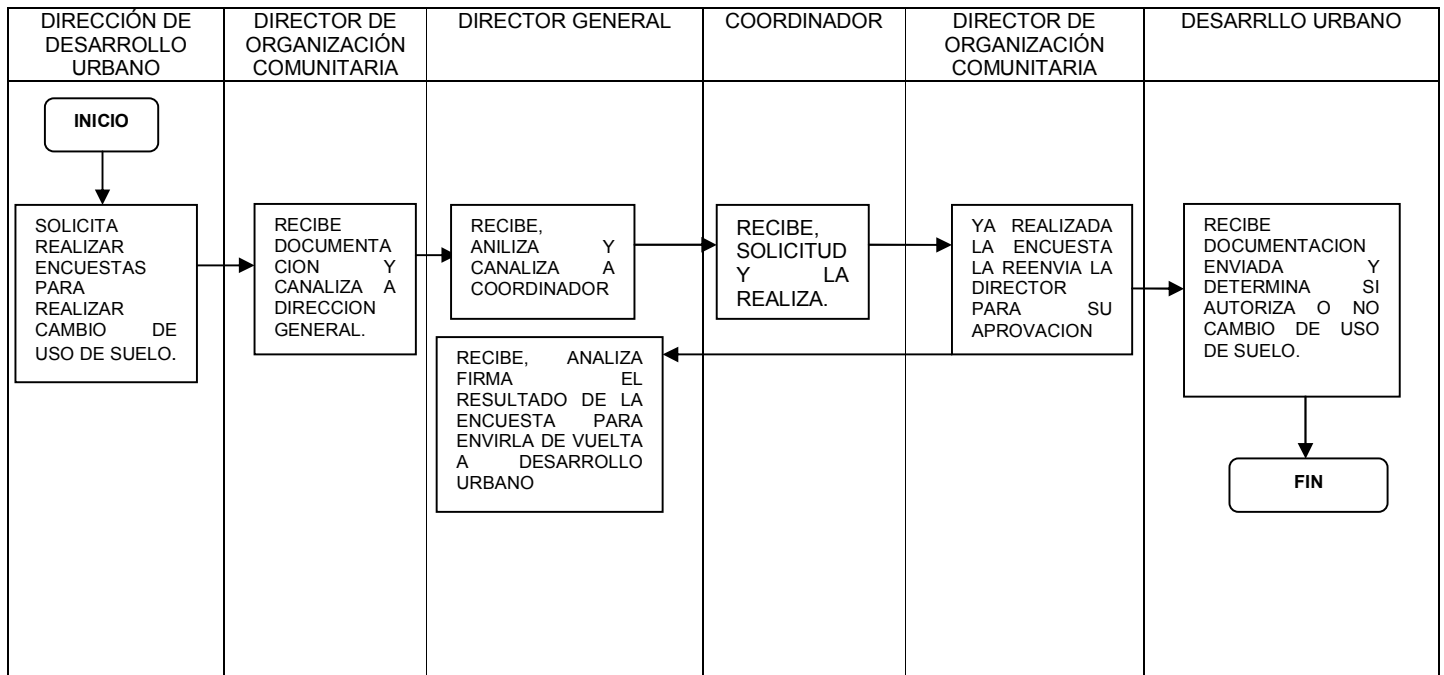 DIRECCIÓN DE
DESARROLLO
URBANO
DIRECTOR DE
ORGANIZACIÓN
COMUNITARIA
DIRECTOR GENERAL
COORDINADOR
DIRECTOR DE
ORGANIZACIÓN
COMUNITARIA
DESARRLLO URBANO
INICIO
SOLICITA
REALIZAR
ENCUESTAS
PARA
REALIZAR
CAMBIO DE
USO DE SUELO.
RECIBE
DOCUMENTA
CION Y
CANALIZA A
DIRECCION
GENERAL.
RECIBE,
ANILIZA Y
CANALIZA A
COORDINADOR
RECIBE,
SOLICITUD
Y LA
REALIZA.
YA REALIZADA
LA ENCUESTA
LA REENVIA LA
DIRECTOR
PARA SU
APROVACION
RECIBE
DOCUMENTACION
ENVIADA Y
DETERMINA SI
AUTORIZA O NO
CAMBIO DE USO
DE SUELO.
RECIBE, ANALIZA
FIRMA EL
RESULTADO DE LA
ENCUESTA PARA
ENVIRLA DE VUELTA
A DESARROLLO
URBANO
FIN